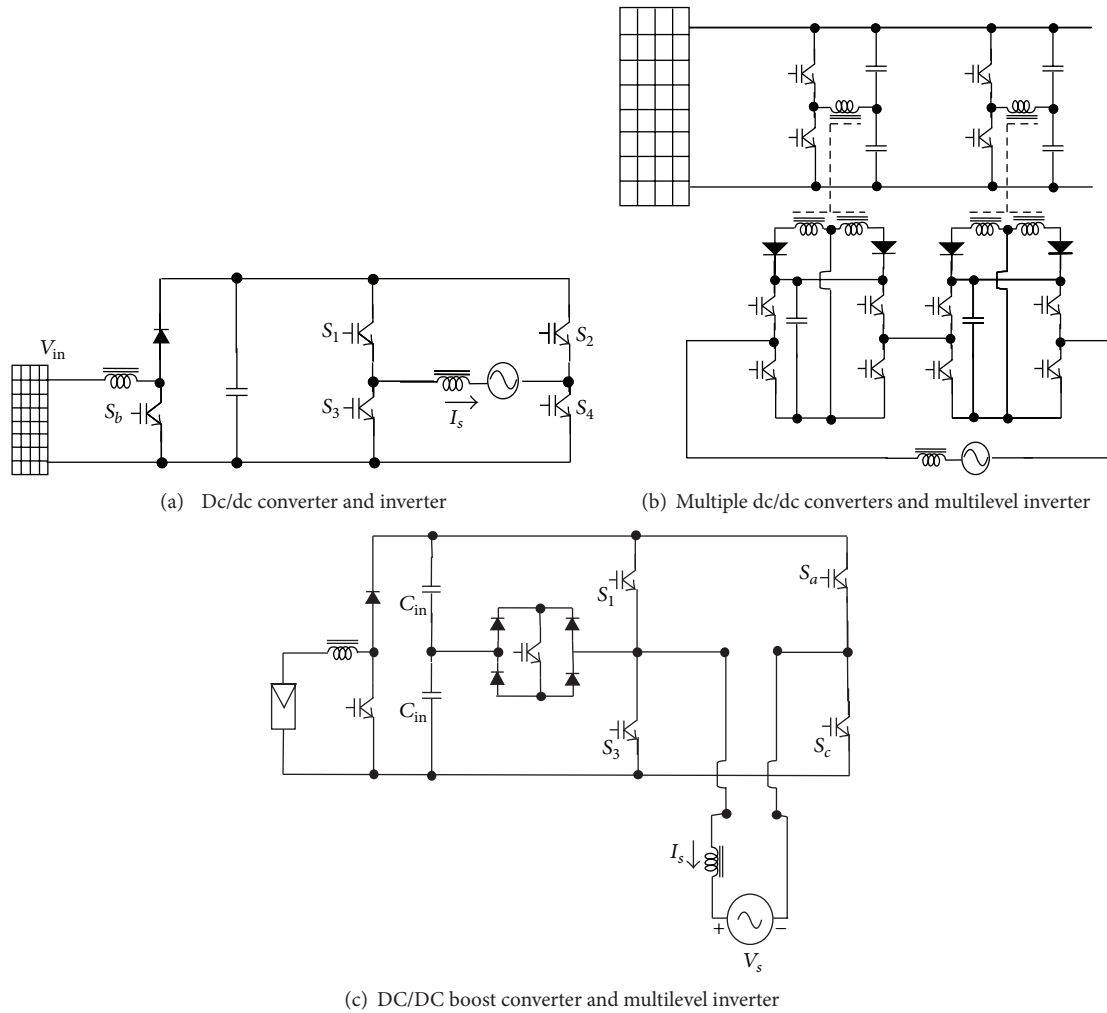 V_in
S_b
S_1
S_2
S_3
S_4
I_s
(a) Dc/dc converter and inverter
(b) Multiple dc/dc converters and multilevel inverter
C_in
C_in
S_1
S_a
S_3
S_c
I_s
+
−
V_s
(c) DC/DC boost converter and multilevel inverter